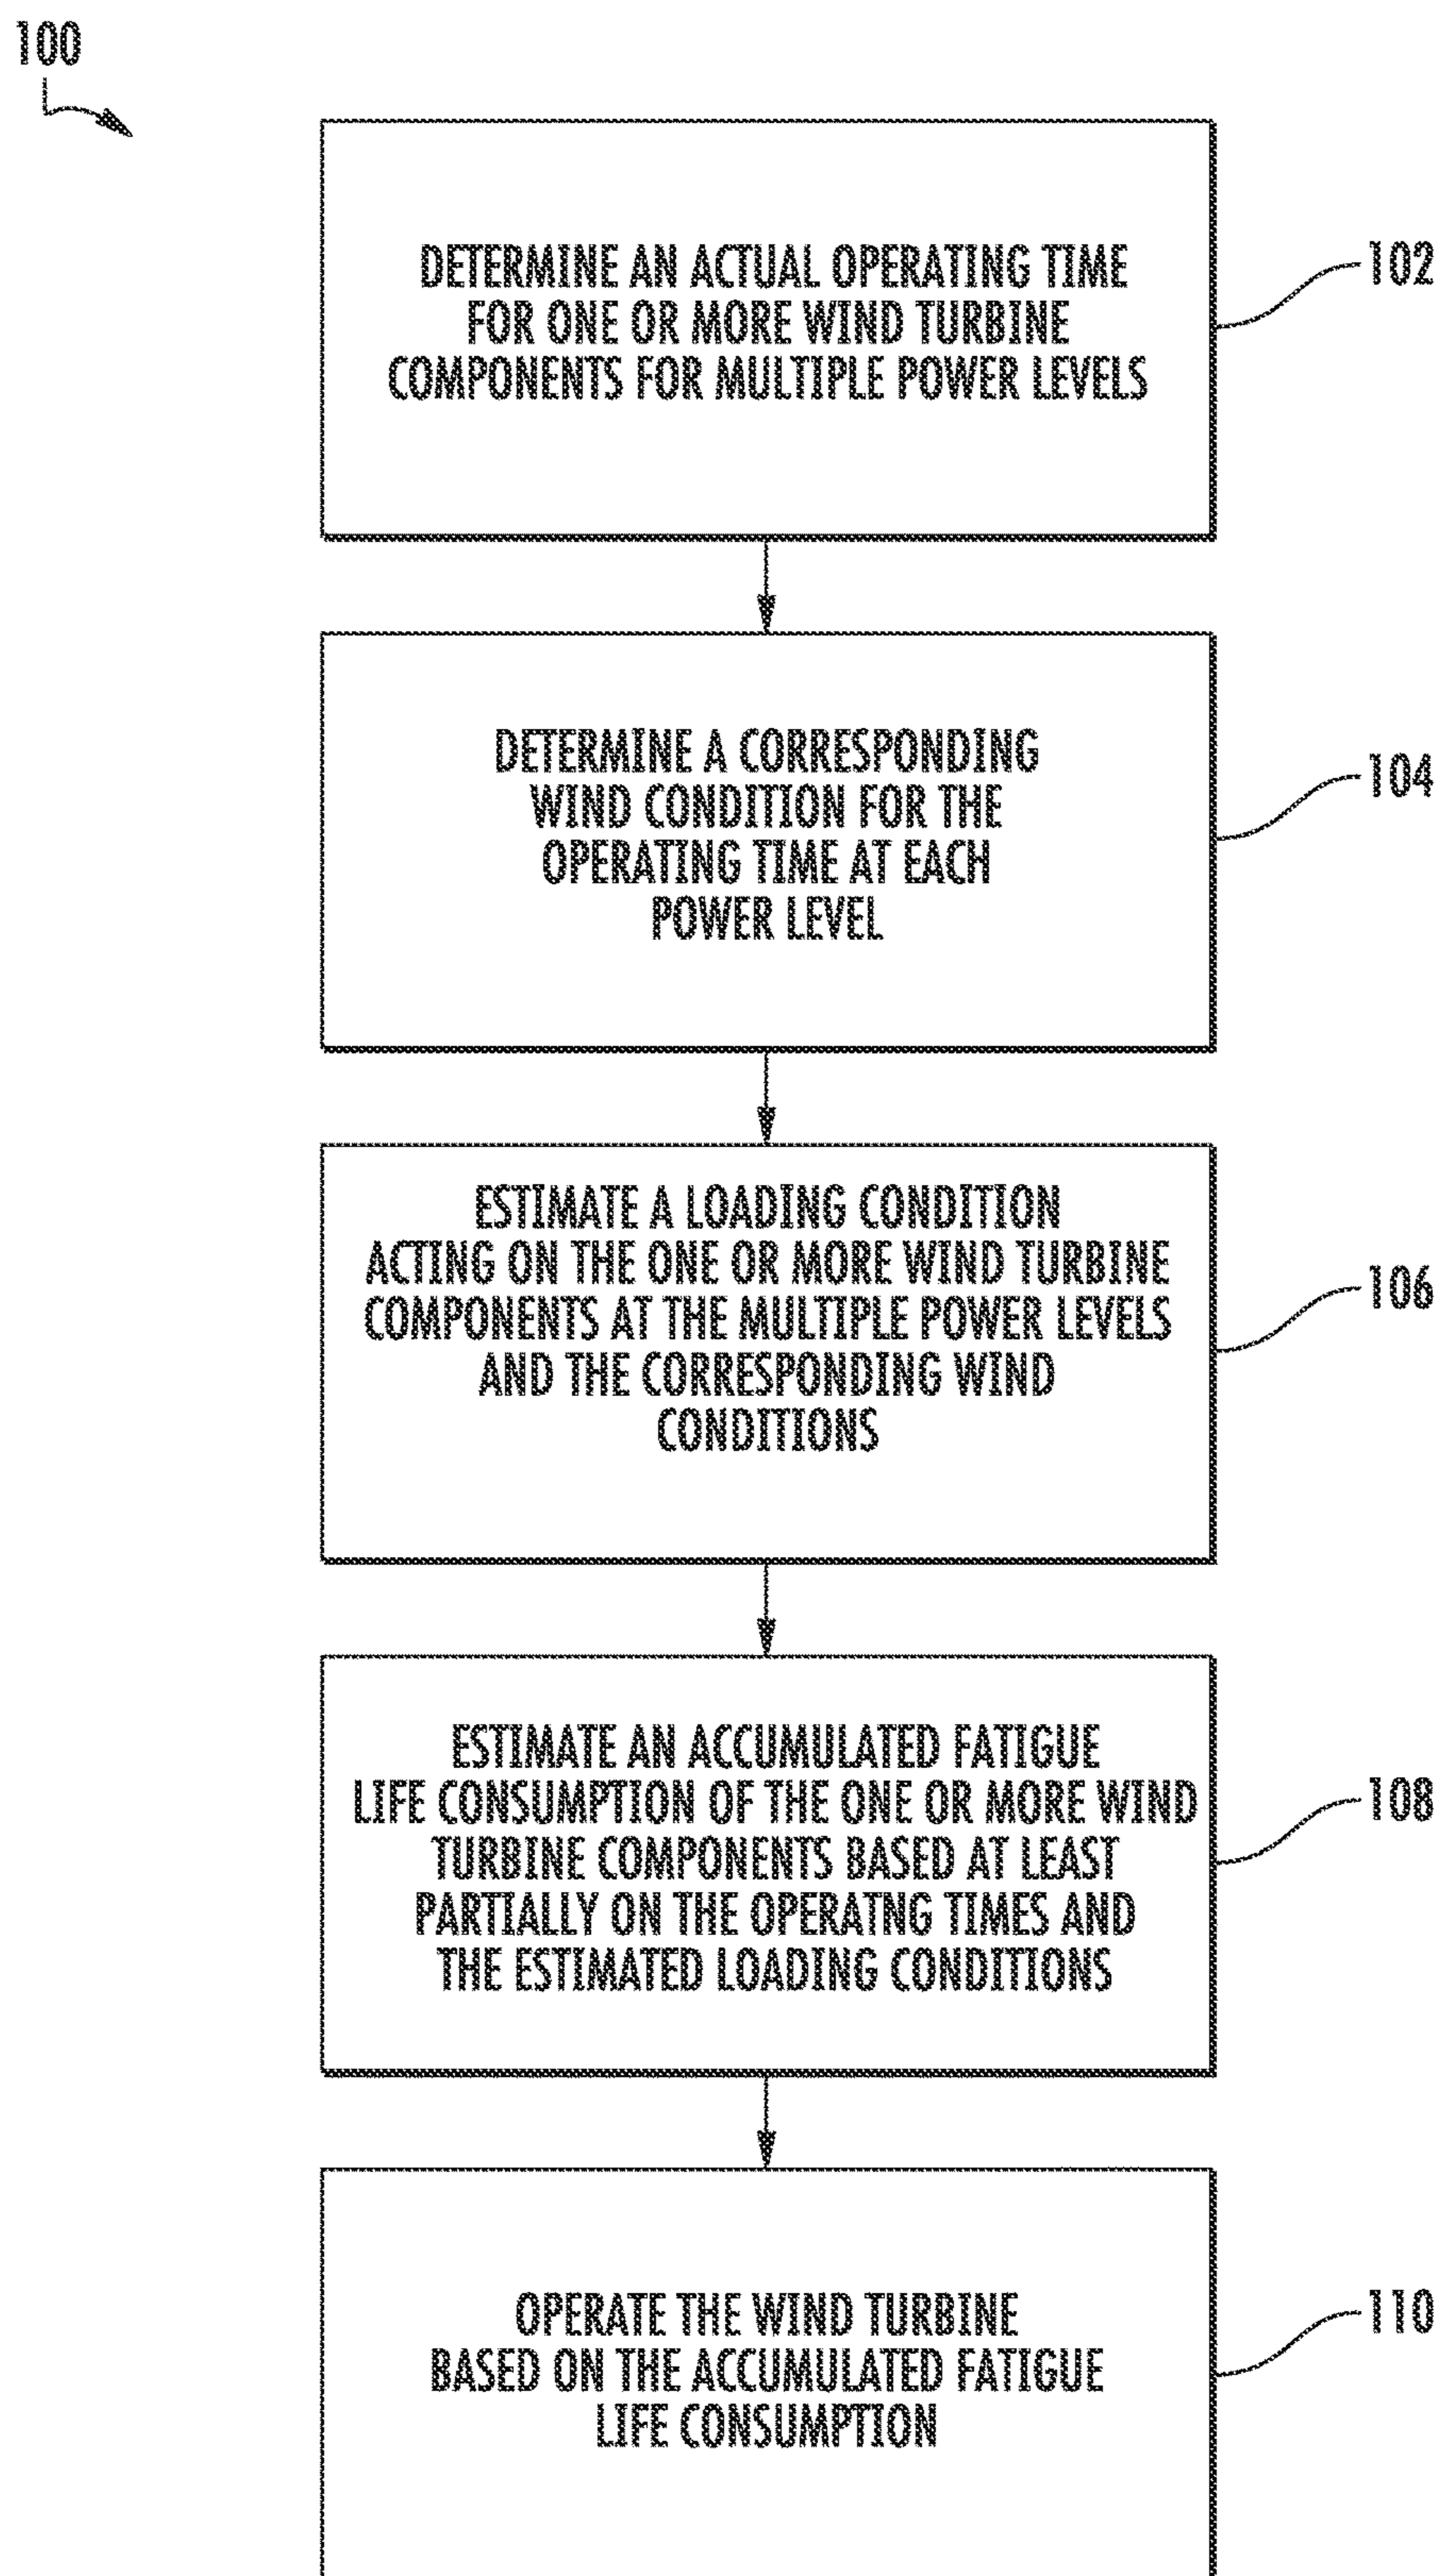 100
DETERMINE AN ACTUAL OPERATING TIME
FOR ONE OR MORE WIND TURBINE
COMPONENTS FOR MULTIPLE POWER LEVELS
102
DETERMINE A CORRESPONDING
WIND CONDITION FOR THE
OPERATING TIME AT EACH
POWER LEVEL
104
ESTIMATE A LOADING CONDITION
ACTING ON THE ONE OR MORE WIND TURBINE
COMPONENTS AT THE MULTIPLE POWER LEVELS
AND THE CORRESPONDING WIND
CONDITIONS
106
ESTIMATE AN ACCUMULATED FATIGUE
LIFE CONSUMPTION OF THE ONE OR MORE WIND
TURBINE COMPONENTS BASED AT LEAST
PARTIALLY ON THE OPERATNG TIMES AND
THE ESTIMATED LOADING CONDITIONS
108
OPERATE THE WIND TURBINE
BASED ON THE ACCUMULATED FATIGUE
LIFE CONSUMPTION
110